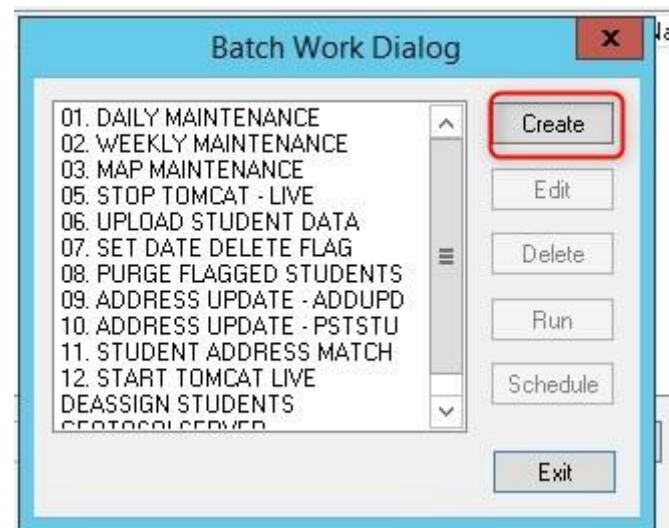 Batch Work Dialog
x
01. DAILY MAINTENANCE
02. WEEKLY MAINTENANCE
03. MAP MAINTENANCE
05. STOP TOMCAT - LIVE
06. UPLOAD STUDENT DATA
07. SET DATE DELETE FLAG
08. PURGE FLAGGED STUDENTS
09. ADDRESS UPDATE - ADDUPD
10. ADDRESS UPDATE - PSTSTU
11. STUDENT ADDRESS MATCH
12. START TOMCAT LIVE
DEASSIGN STUDENTS
Create
Edit
Delete
Run
Schedule
Exit